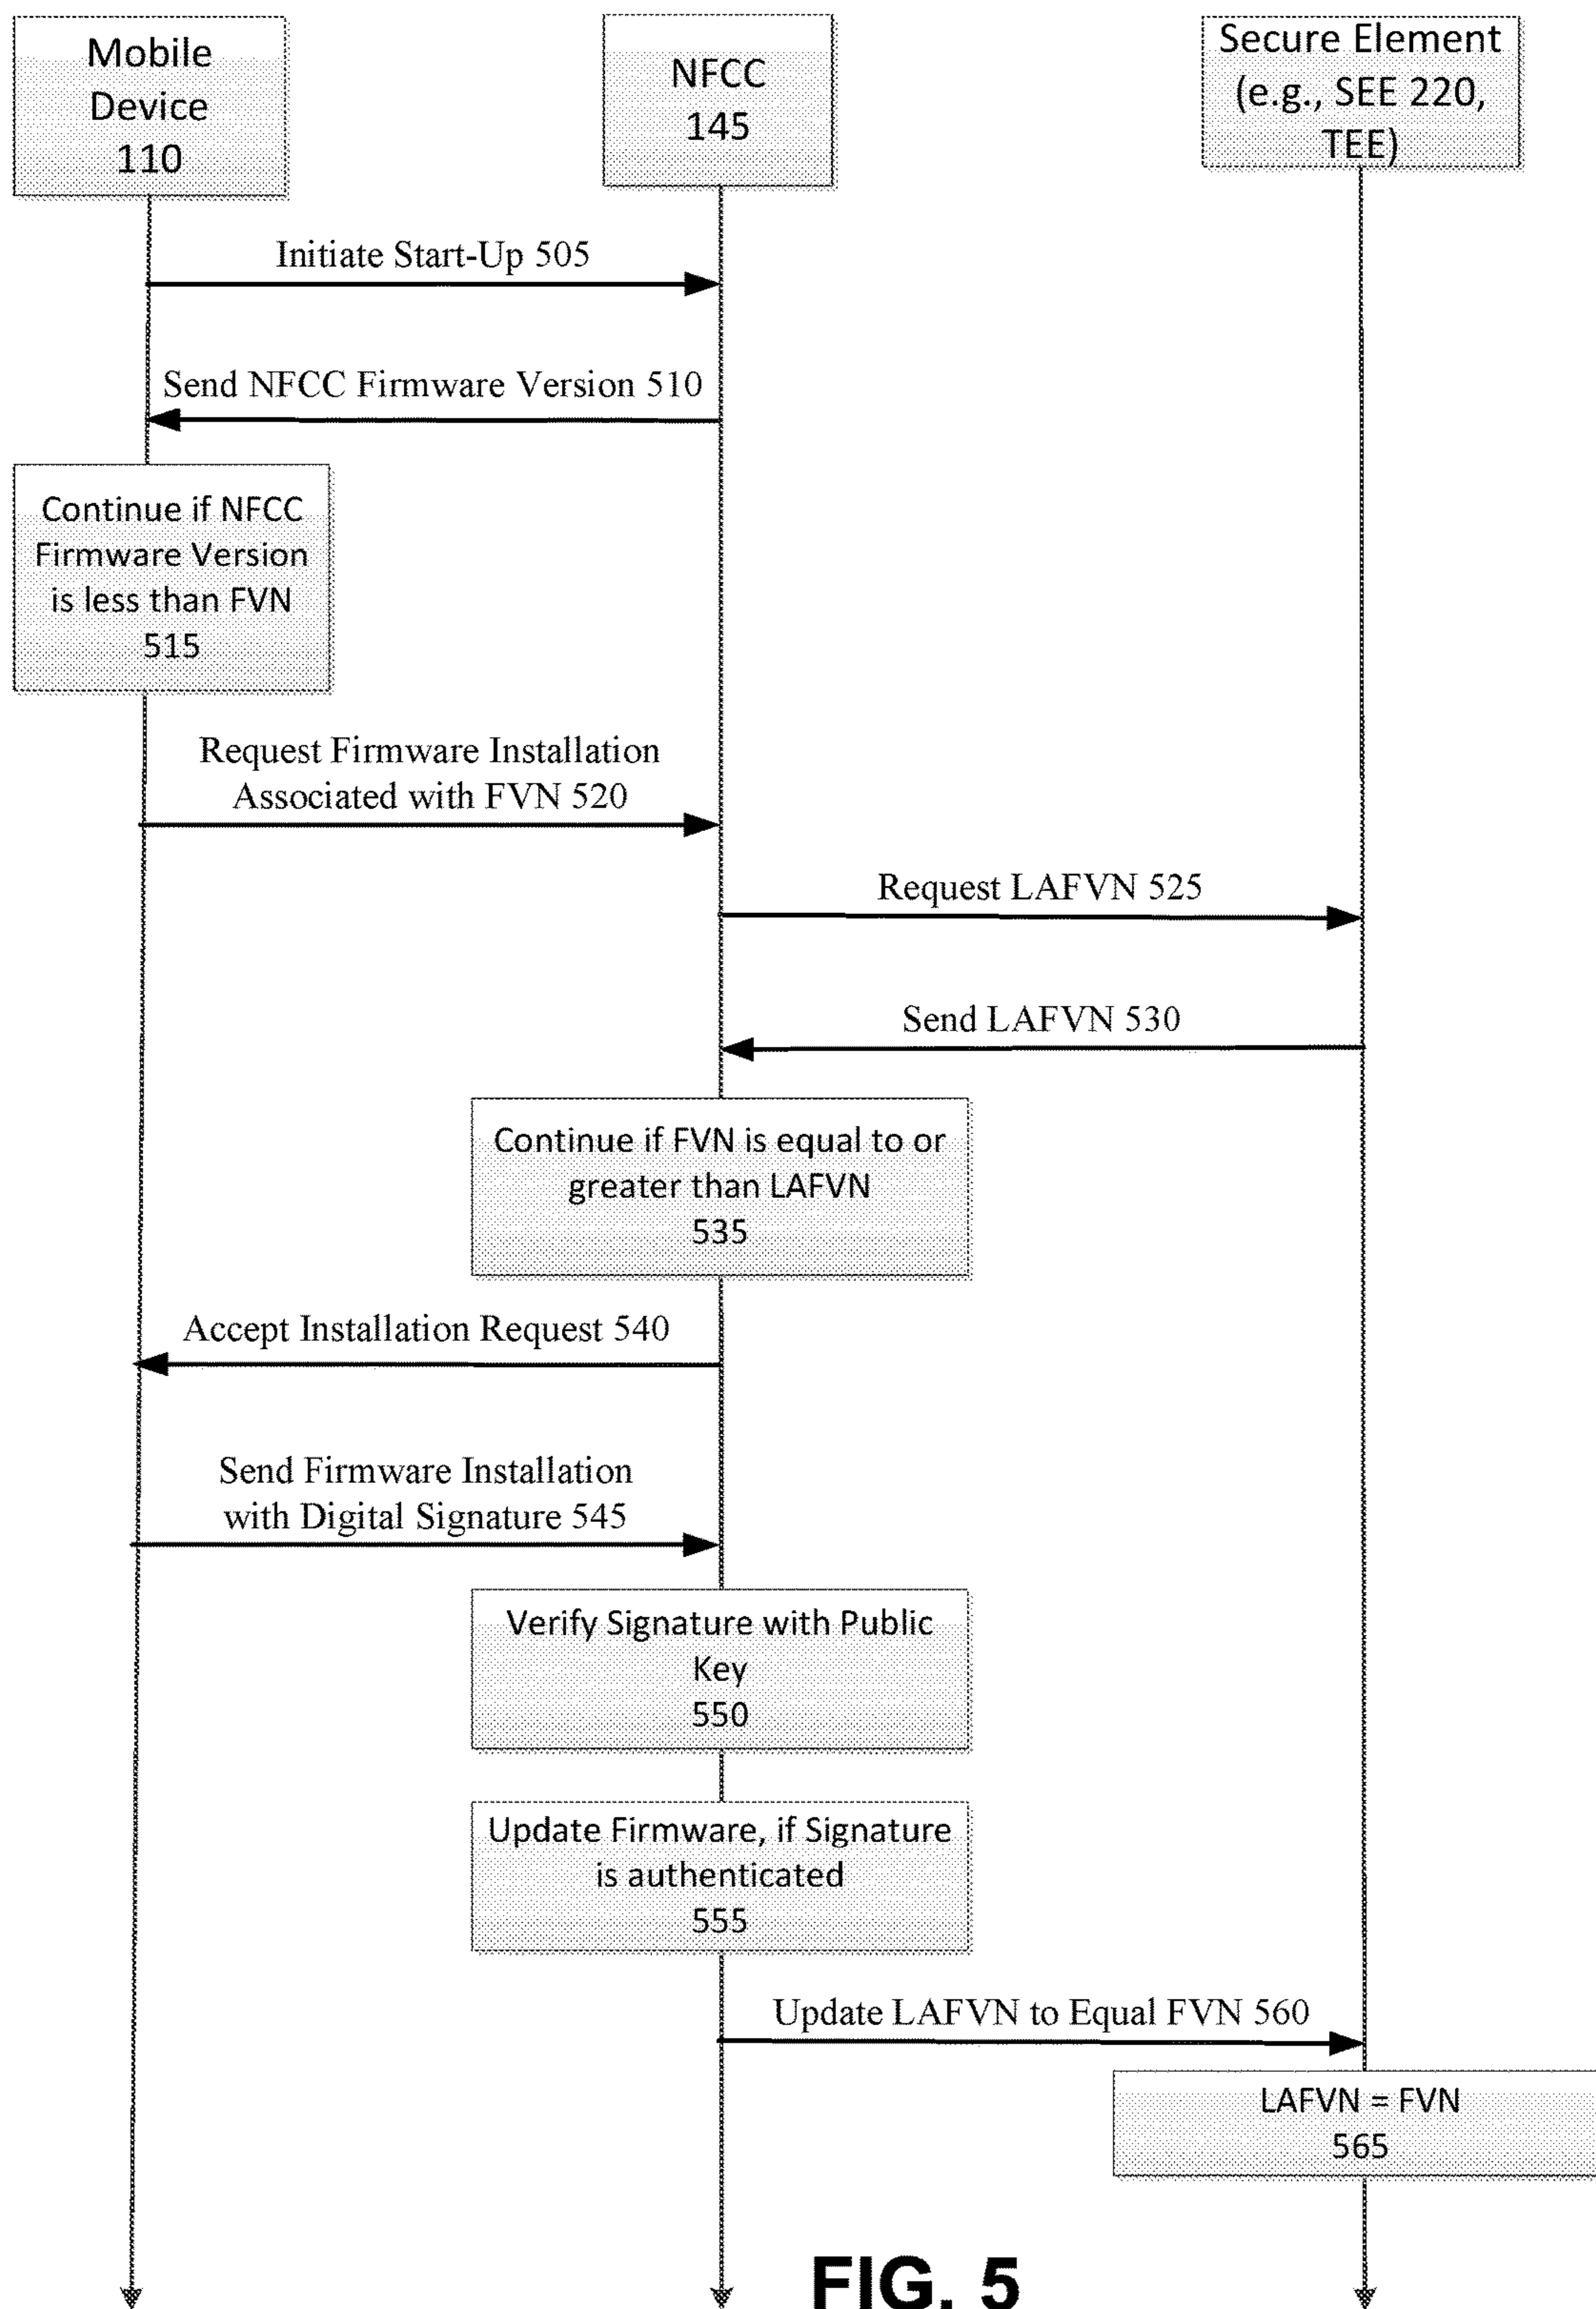 Mobile
Device
110
NFCC
145
Secure Element
(e.g., SEE 220,
TEE)
Initiate Start-Up 505
Send NFCC Firmware Version 510
Continue if NFCC
Firmware Version
is less than FVN
515
Request Firmware Installation
Associated with FVN 520
Request LAFVN 525
Send LAFVN 530
Continue if FVN is equal to or
greater than LAFVN
535
Accept Installation Request 540
Send Firmware Installation
with Digital Signature 545
Verify Signature with Public
Key
550
Update Firmware, if Signature
is authenticated
555
Update LAFVN to Equal FVN 560
LAFVN = FVN
565
FIG. 5